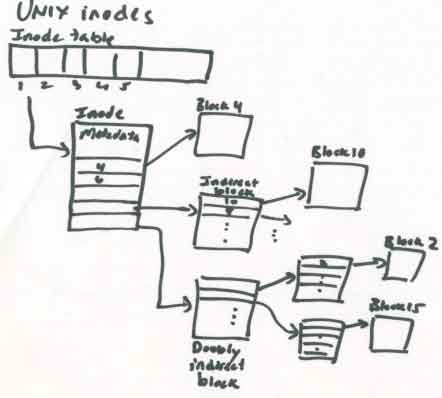 UNIX inodes
Inode table
1 2 3 4 5
Inode
Metadata
4
6
Block 4
Indirect
block
10
Block 10
Block 2
Block 5
Doubly
indirect
block